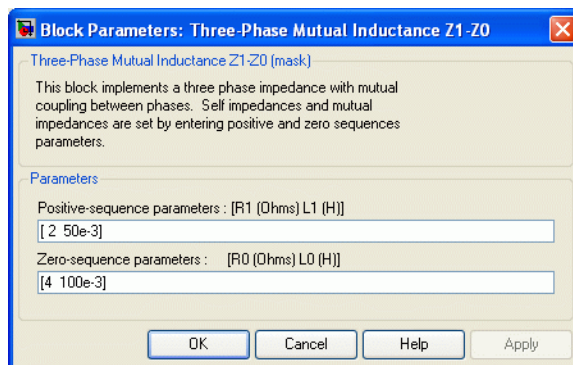 Block Parameters: Three-Phase Mutual Inductance Z1-Z0
Three-Phase Mutual Inductance Z1-Z0 (mask)
This block implements a three phase impedance with mutual
coupling between phases. Self impedances and mutual
impedances are set by entering positive and zero sequences
parameters.
Parameters
Positive-sequence parameters : [R1 (Ohms) L1 (H)]
[ 2 50e-3]
Zero-sequence parameters : [R0 (Ohms) L0 (H)]
[4 100e-3]
OK Cancel Help Apply